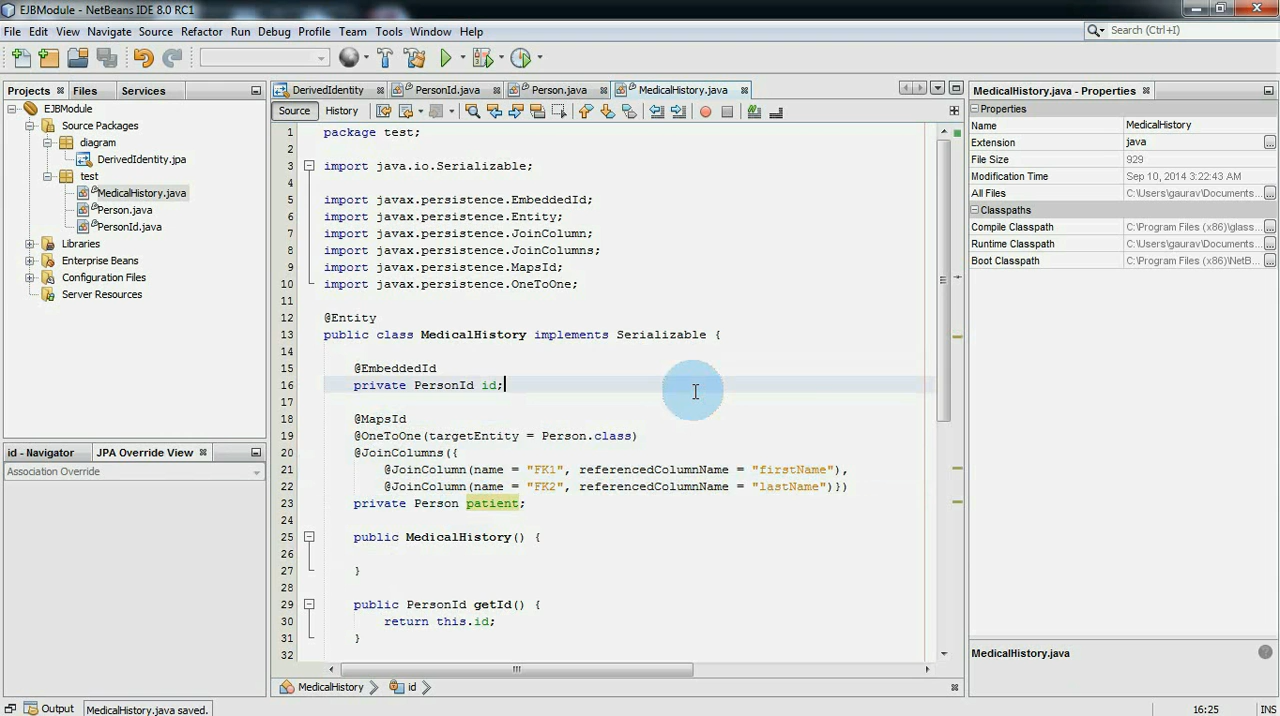 EJBModule - NetBeans IDE 8.0 RC1
File Edit View Navigate Source Refactor Run Debug Profile Team Tools Window Help
Search (Ctrl+I)
Projects Files Services
EJBModule
Source Packages
diagram
DerivedIdentity.jpa
test
MedicalHistory.java
Person.java
PersonId.java
Libraries
Enterprise Beans
Configuration Files
Server Resources
id - Navigator JPA Override View
Association Override
DerivedIdentity PersonId.java Person.java MedicalHistory.java
Source History
1 package test;
2
3 import java.io.Serializable;
4
5 import javax.persistence.EmbeddedId;
6 import javax.persistence.Entity;
7 import javax.persistence.JoinColumn;
8 import javax.persistence.JoinColumns;
9 import javax.persistence.MapsId;
10 import javax.persistence.OneToOne;
11
12 @Entity
13 public class MedicalHistory implements Serializable {
14
15 @EmbeddedId
16 private PersonId id;
17
18 @MapsId
19 @OneToOne(targetEntity = Person.class)
20 @JoinColumns({
21 @JoinColumn(name = "FK1", referencedColumnName = "firstName"),
22 @JoinColumn(name = "FK2", referencedColumnName = "lastName")})
23 private Person patient;
24
25 public MedicalHistory() {
26
27 }
28
29 public PersonId getId() {
30 return this.id;
31 }
32
MedicalHistory id
MedicalHistory.java - Properties
Properties
Name MedicalHistory
Extension java
File Size 929
Modification Time Sep 10, 2014 3:22:43 AM
All Files C:\Users\gaurav\Documents...
Classpaths
Compile Classpath C:\Program Files (x86)\glass...
Runtime Classpath C:\Users\gaurav\Documents...
Boot Classpath C:\Program Files (x86)\NetB...
MedicalHistory.java
Output MedicalHistory.java saved. 16:25 INS